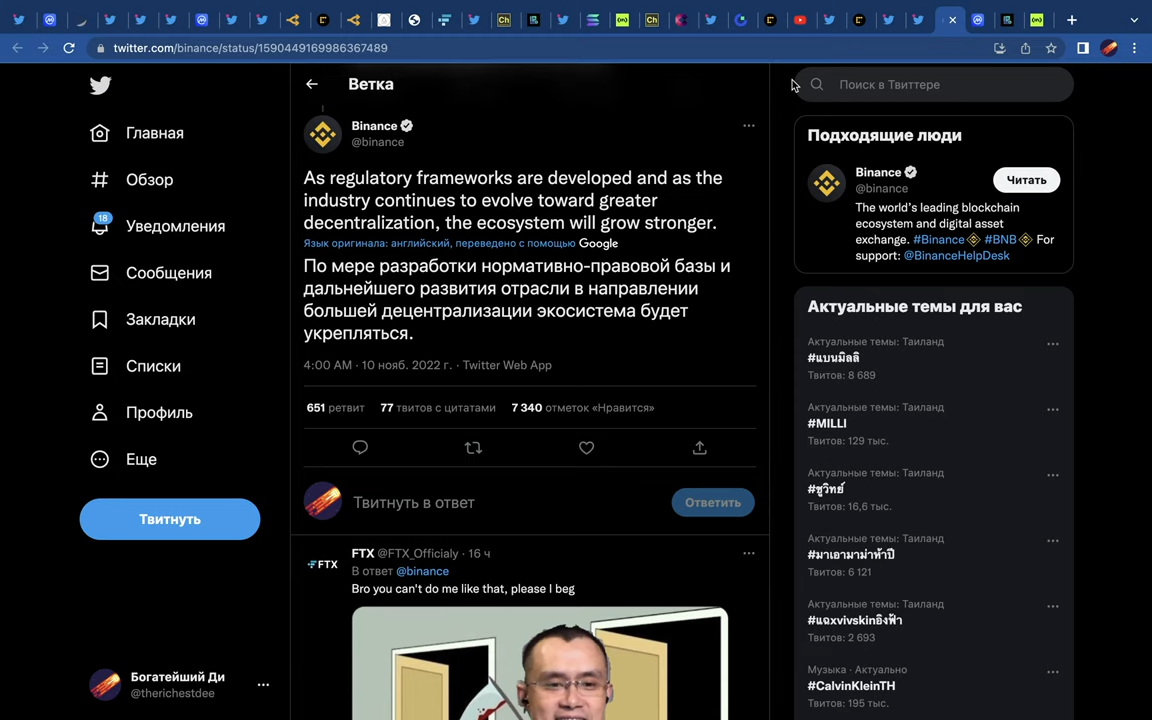 twitter.com/binance/status/1590449169986367489
Главная
Обзор
18
Уведомления
Сообщения
Закладки
Списки
Профиль
Еще
Твитнуть
Богатейший Ди
@therichestdee
Ветка
Binance
@binance
As regulatory frameworks are developed and as the
industry continues to evolve toward greater
decentralization, the ecosystem will grow stronger.
Язык оригинала: английский, переведено с помощью Google
По мере разработки нормативно-правовой базы и
дальнейшего развития отрасли в направлении
большей децентрализации экосистема будет
укрепляться.
4:00 AM · 10 нояб. 2022 г. · Twitter Web App
651 ретвит 77 твитов с цитатами 7 340 отметок «Нравится»
Твитнуть в ответ
Ответить
FTX
FTX @FTX_Officialy · 16 ч
В ответ @binance
Bro you can't do me like that, please I beg
Поиск в Твиттере
Подходящие люди
Binance
@binance
Читать
The world's leading blockchain
ecosystem and digital asset
exchange. #Binance #BNB For
support: @BinanceHelpDesk
Актуальные темы для вас
Актуальные темы: Таиланд
#แบนมิลลิ
Твитов: 8 689
Актуальные темы: Таиланд
#MILLI
Твитов: 129 тыс.
Актуальные темы: Таиланд
#ชูวิทย์
Твитов: 16,6 тыс.
Актуальные темы: Таиланд
#มาเอามาม่าท้าปี
Твитов: 6 121
Актуальные темы: Таиланд
#แฉxvivskinอิงฟ้า
Твитов: 2 693
Музыка · Актуально
#CalvinKleinTH
Твитов: 195 тыс.